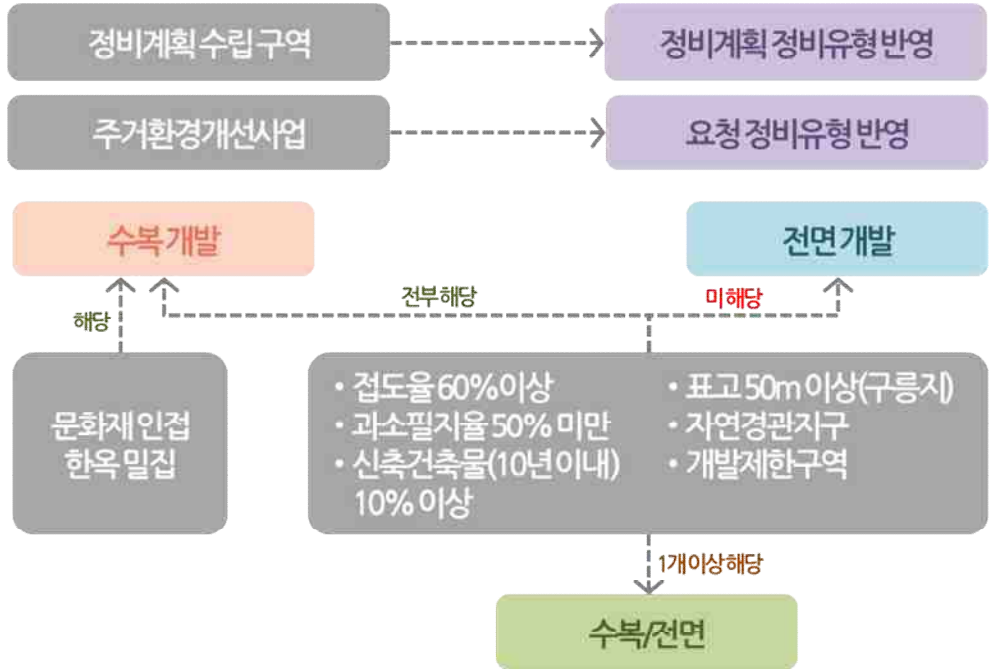 정비계획 수립 구역
정비계획 정비유형 반영
주거환경개선사업
요청 정비유형 반영
수복 개발
전면 개발
해당
전부해당
미해당
문화재 인접
한옥 밀집
· 접도율 60% 이상
· 과소필지율 50% 미만
· 신축건축물(10년 이내)
10% 이상
· 표고 50m 이상(구릉지)
· 자연경관지구
· 개발제한구역
1개 이상 해당
수복/전면